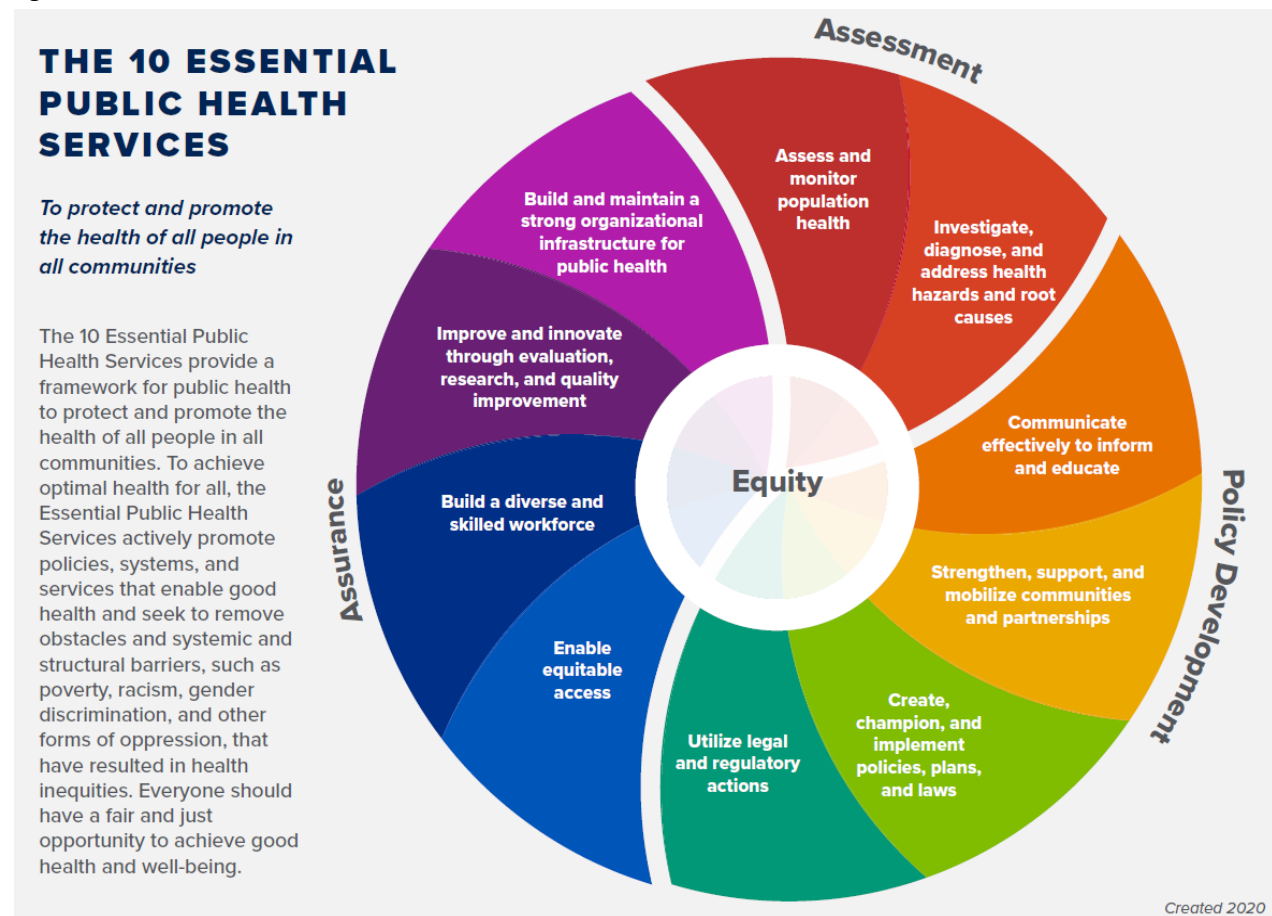 THE 10 ESSENTIAL
PUBLIC HEALTH
SERVICES
To protect and promote
the health of all people in
all communities
The 10 Essential Public
Health Services provide a
framework for public health
to protect and promote the
health of all people in all
communities. To achieve
optimal health for all, the
Essential Public Health
Services actively promote
policies, systems, and
services that enable good
health and seek to remove
obstacles and systemic and
structural barriers, such as
poverty, racism, gender
discrimination, and other
forms of oppression, that
have resulted in health
inequities. Everyone should
have a fair and just
opportunity to achieve good
health and well-being.
Assessment
Assess and
monitor
population
health
Investigate,
diagnose, and
address health
hazards and root
causes
Policy Development
Communicate
effectively to inform
and educate
Strengthen, support, and
mobilize communities
and partnerships
Create,
champion, and
implement
policies, plans,
and laws
Utilize legal
and regulatory
actions
Assurance
Enable
equitable
access
Build a diverse and
skilled workforce
Improve and innovate
through evaluation,
research, and quality
improvement
Build and maintain a
strong organizational
infrastructure for
public health
Equity
Created 2020